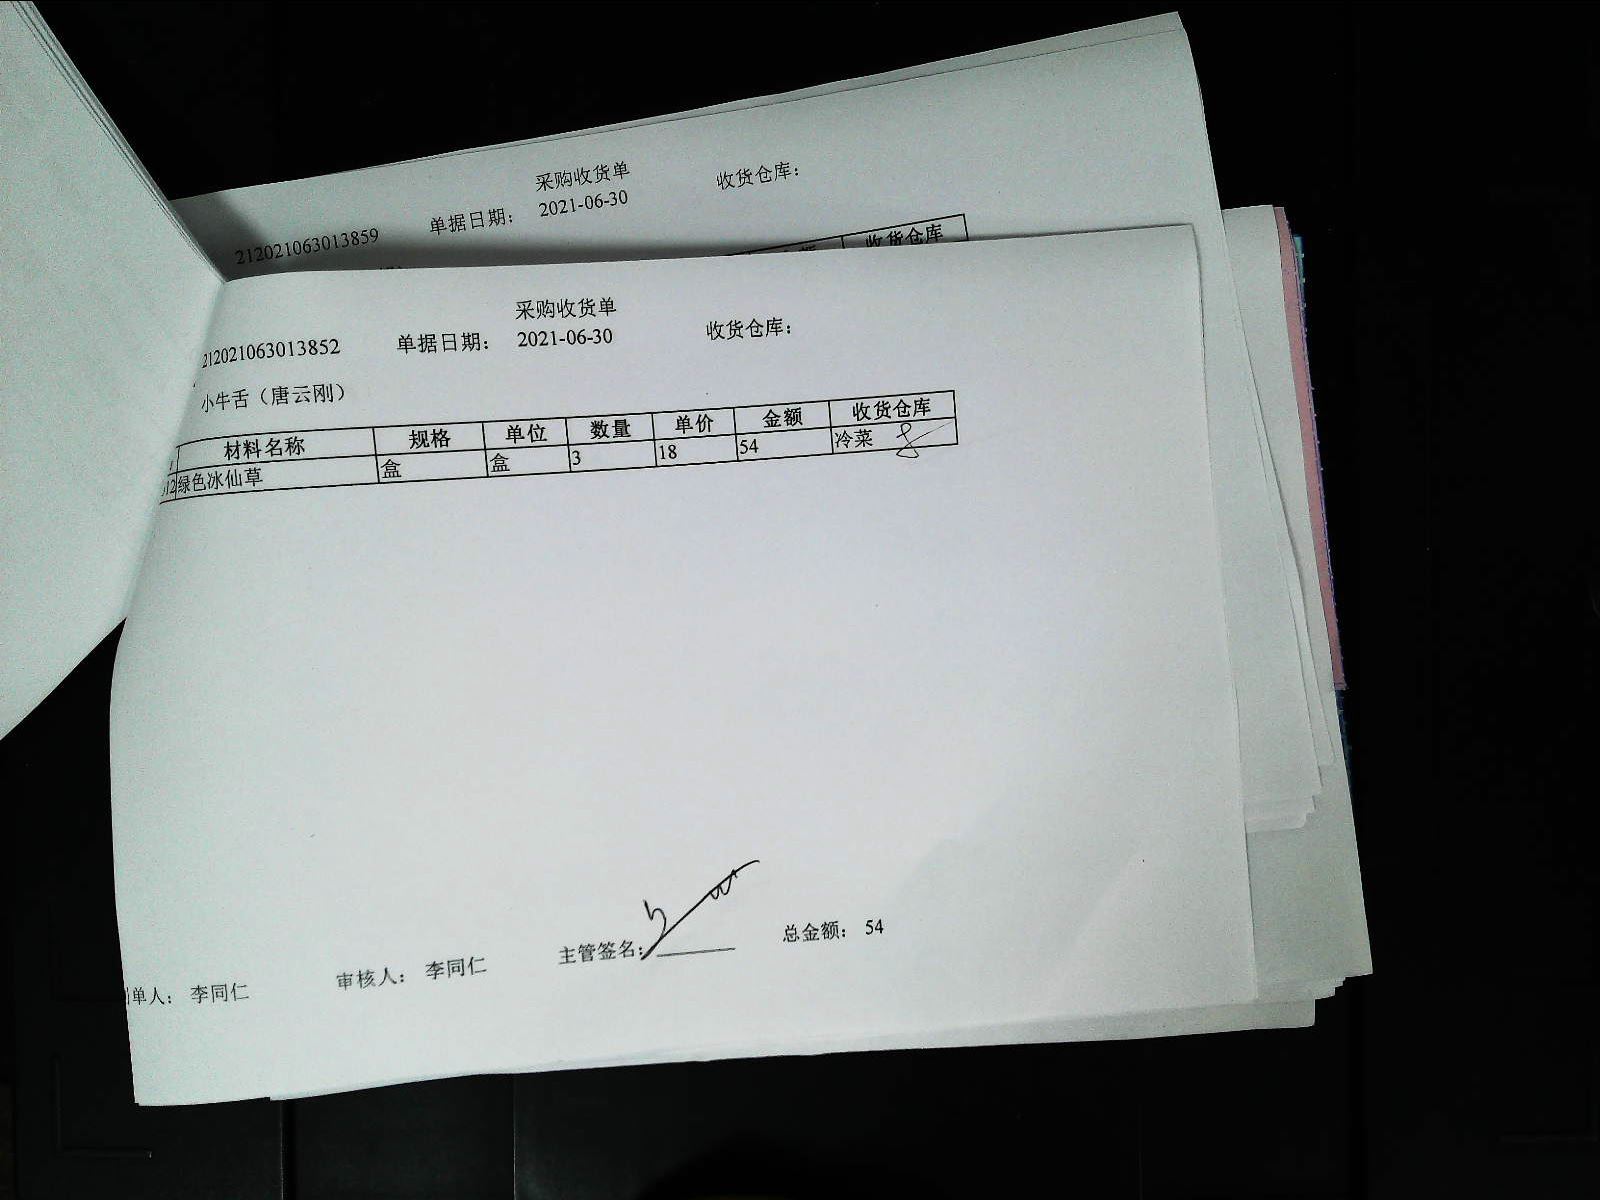 采购收货单
212021063013859 单据日期： 2021-06-30 收货仓库：
收货仓库
采购收货单
212021063013852 单据日期： 2021-06-30 收货仓库：
小牛舌（唐云刚）
材料名称 规格 单位 数量 单价 金额 收货仓库
12 绿色冰仙草 盒 盒 3 18 54 冷菜
单人： 李同仁 审核人： 李同仁 主管签名： 总金额： 54